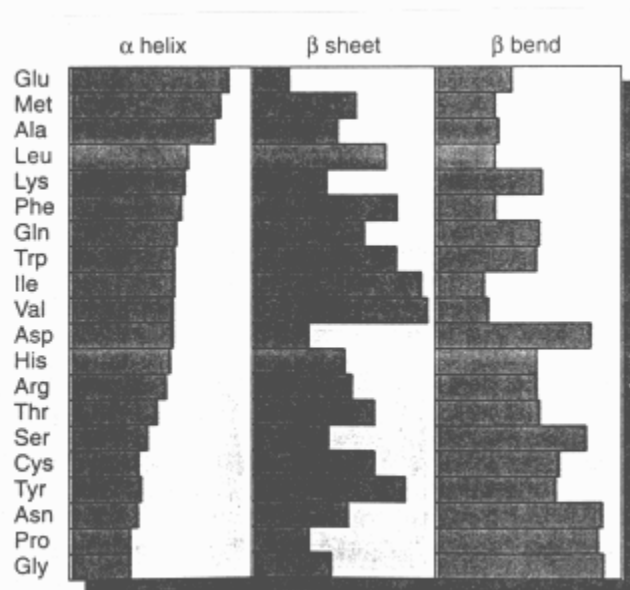 α helix β sheet β bend
Glu
Met
Ala
Leu
Lys
Phe
Gln
Trp
Ile
Val
Asp
His
Arg
Thr
Ser
Cys
Tyr
Asn
Pro
Gly